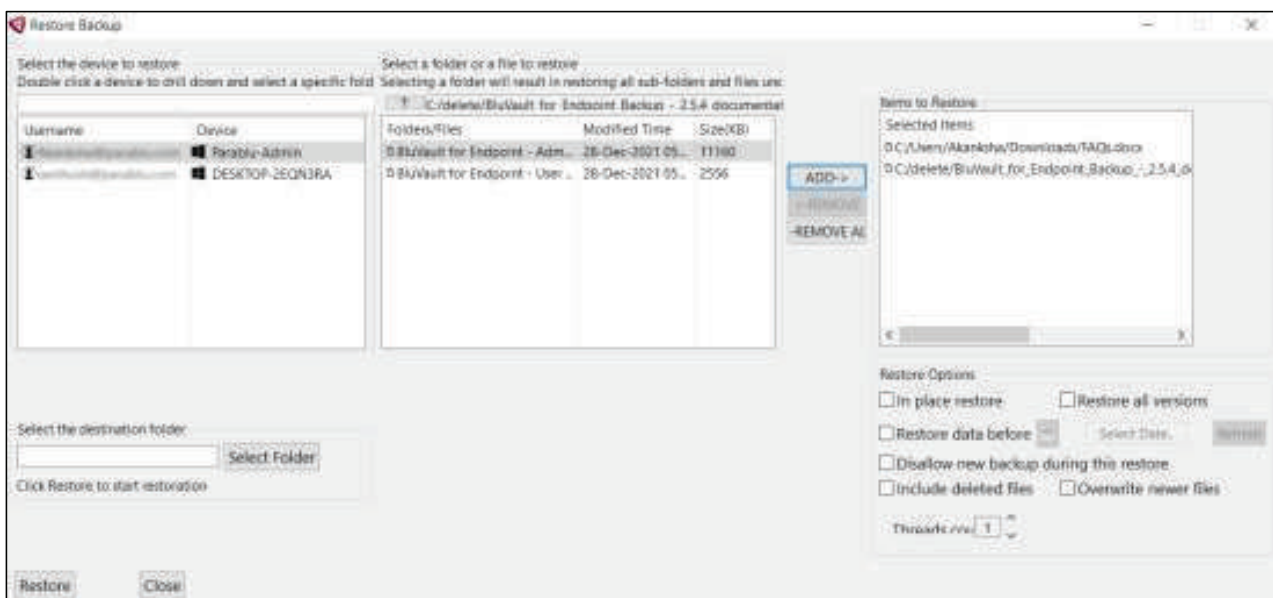 Restore Backup
Select the device to restore
Double click a device to drill down and select a specific fold
Username Device
Parablu-Admin
DESKTOP-2EQN3RA
Select a folder or a file to restore
Selecting a folder will result in restoring all sub-folders and files und
C:/delete/BluVault for Endpoint Backup - 2.5.4 documentat
Folders/Files Modified Time Size(KB)
BluVault for Endpoint - Adm... 28-Dec-2021 05... 11160
BluVault for Endpoint - User ... 28-Dec-2021 05... 2556
ADD->
<-REMOVE
-REMOVE AL
Items to Restore
Selected Items
C:/Users/Akanksha/Downloads/FAQs.docx
C:/delete/BluVault_for_Endpoint_Backup_-_2.5.4_do
Restore Options
In place restore Restore all versions
Restore data before Select Date.. Refresh
Disallow new backup during this restore
Include deleted files Overwrite newer files
Threads cou 1
Select the destination folder
Select Folder
Click Restore to start restoration
Restore Close